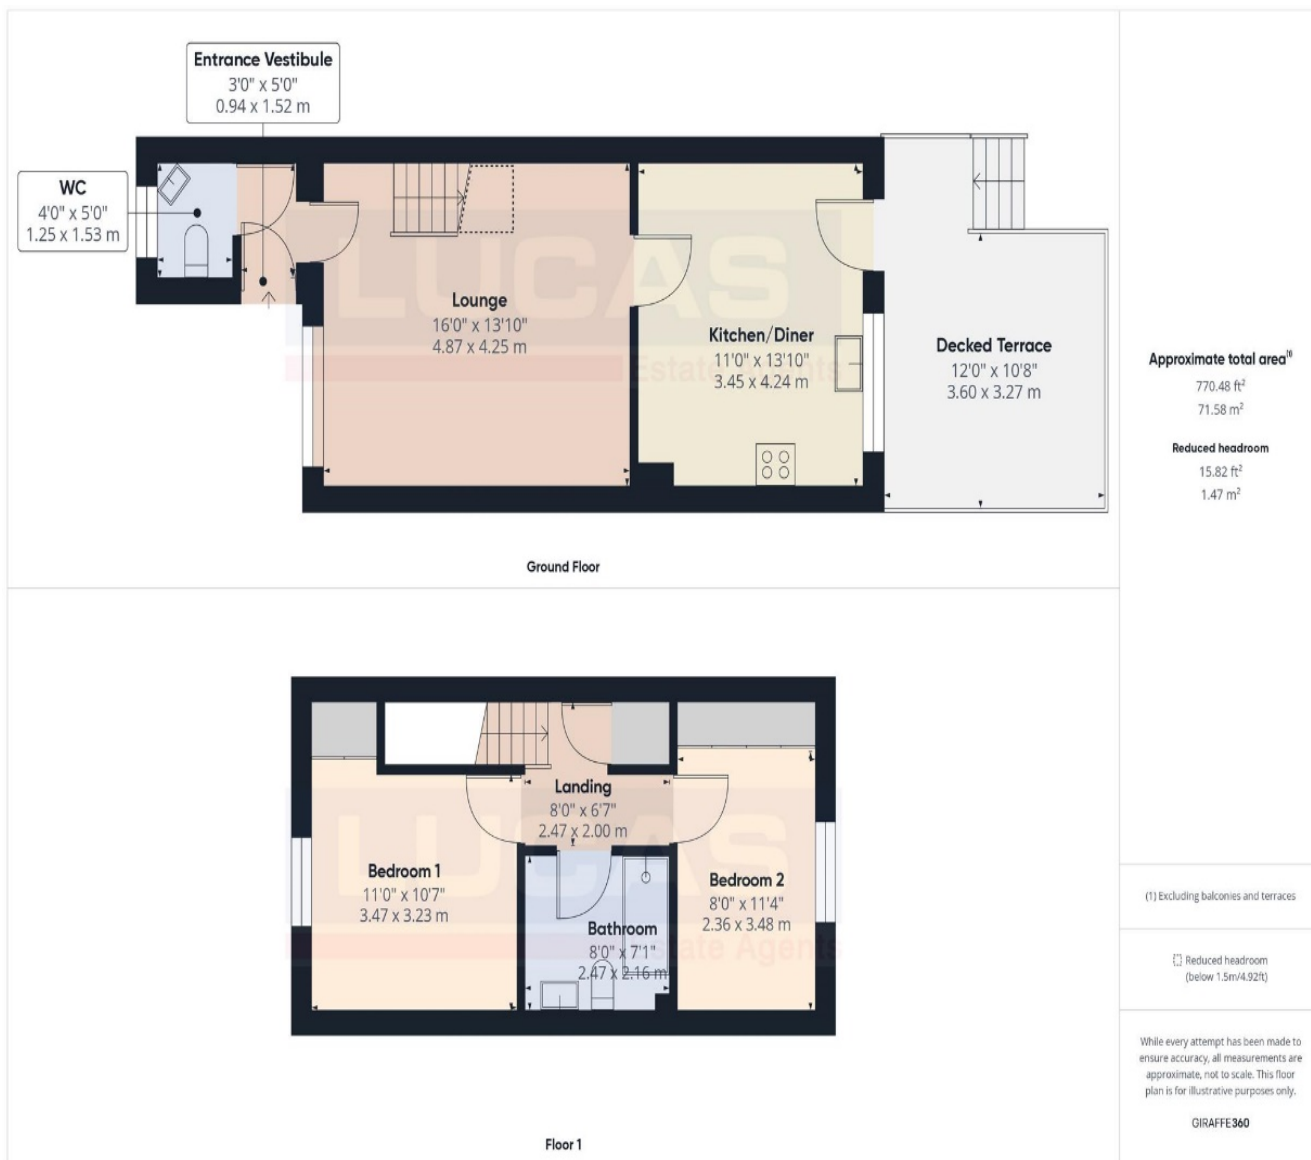 Entrance Vestibule
3'0" x 5'0"
0.94 x 1.52 m
WC
4'0" x 5'0"
1.25 x 1.53 m
LUCAS
Estate Agents
Lounge
16'0" x 13'10"
4.87 x 4.25 m
Kitchen/Diner
11'0" x 13'10"
3.45 x 4.24 m
Decked Terrace
12'0" x 10'8"
3.60 x 3.27 m
Ground Floor
Approximate total area⁽¹⁾
770.48 ft²
71.58 m²
Reduced headroom
15.82 ft²
1.47 m²
LUCAS
Estate Agents
Landing
8'0" x 6'7"
2.47 x 2.00 m
Bedroom 1
11'0" x 10'7"
3.47 x 3.23 m
Bedroom 2
8'0" x 11'4"
2.36 x 3.48 m
Bathroom
8'0" x 7'1"
2.47 x 2.16 m
Floor 1
(1) Excluding balconies and terraces
Reduced headroom
(below 1.5m/4.92ft)
While every attempt has been made to
ensure accuracy, all measurements are
approximate, not to scale. This floor
plan is for illustrative purposes only.
GIRAFFE360